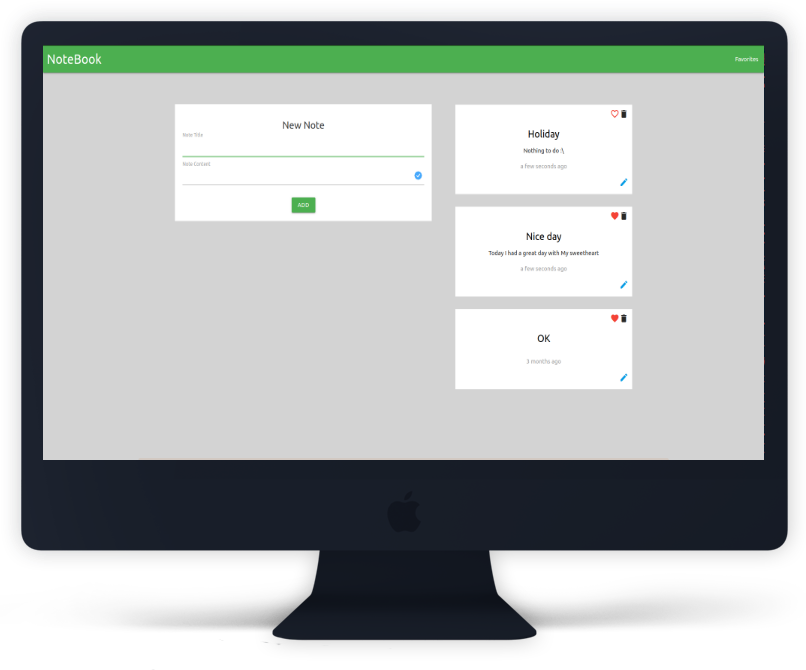 NoteBook
Favorites
New Note
Note Title
Note Content
ADD
Holiday
Nothing to do :\
a few seconds ago
Nice day
Today I had a great day with My sweetheart
a few seconds ago
OK
3 months ago